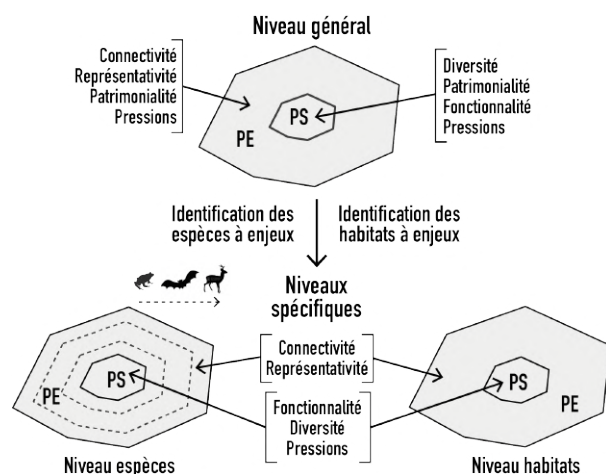 Niveau général
Connectivité
Représentativité
Patrimonialité
Pressions
Diversité
Patrimonialité
Fonctionnalité
Pressions
PS
PE
Identification des
espèces à enjeux
Identification des
habitats à enjeux
Niveaux
spécifiques
Connectivité
Représentativité
Fonctionnalité
Diversité
Pressions
PS
PE
PS
PE
Niveau espèces
Niveau habitats